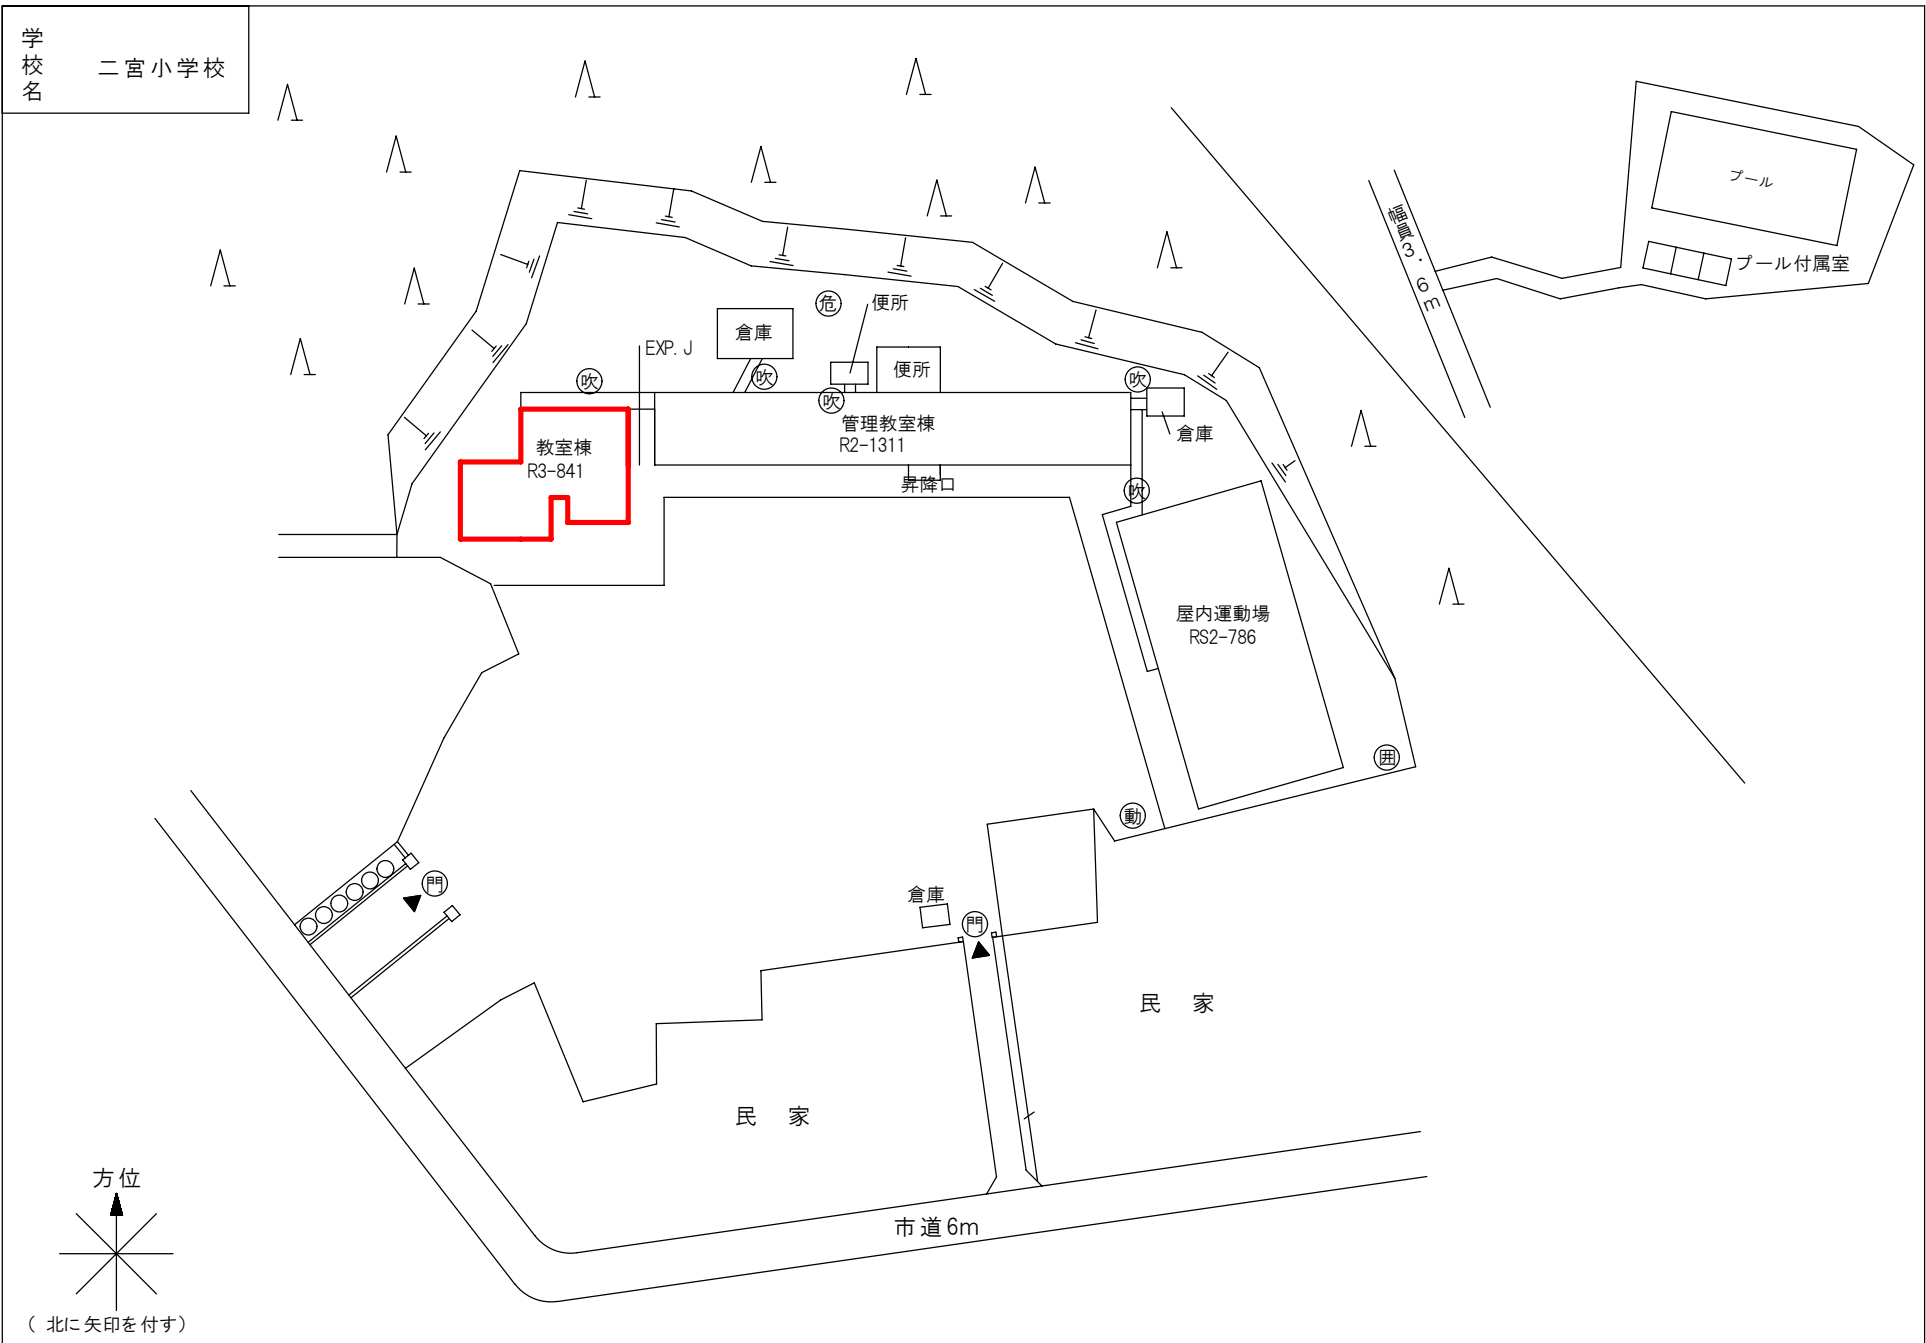 学校名
二宮小学校
プール
幅員3.6m
プール付属室
危
便所
倉庫
EXP.J
便所
吹
吹
吹
吹
管理教室棟
R2-1311
倉庫
教室棟
R3-841
昇降口
吹
屋内運動場
RS2-786
囲
動
門
倉庫
門
民家
民家
方位
市道6m
(北に矢印を付す)